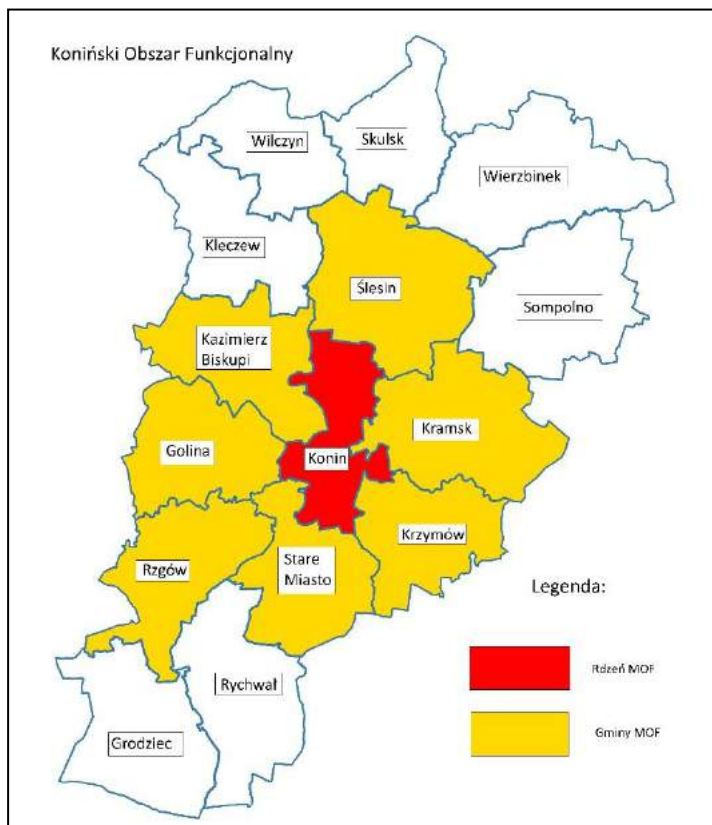 Koniński Obszar Funkcjonalny
Wilczyn
Skulsk
Wierzbinek
Kleczew
Ślesin
Sompolno
Kazimierz
Biskupi
Kramsk
Golina
Konin
Krzymów
Stare
Miasto
Rzgów
Legenda:
Rdzeń MOF
Rychwał
Gminy MOF
Grodziec